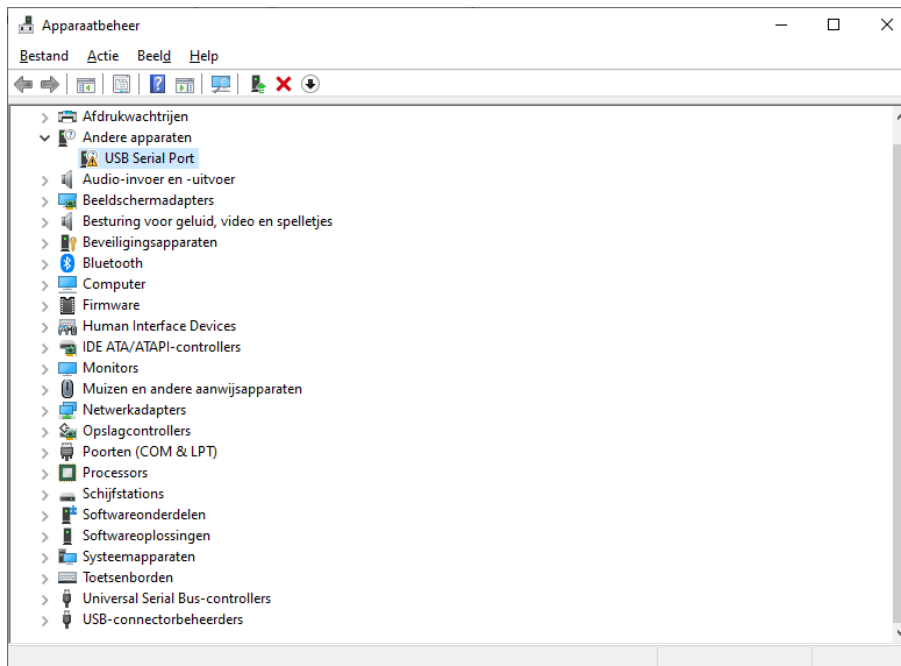 Apparaatbeheer
Bestand Actie Beeld Help
Afdrukwachtrijen
Andere apparaten
USB Serial Port
Audio-invoer en -uitvoer
Beeldschermadapters
Besturing voor geluid, video en spelletjes
Beveiligingsapparaten
Bluetooth
Computer
Firmware
Human Interface Devices
IDE ATA/ATAPI-controllers
Monitors
Muizen en andere aanwijsapparaten
Netwerkadapters
Opslagcontrollers
Poorten (COM & LPT)
Processors
Schijfstations
Softwareonderdelen
Softwareoplossingen
Systeemapparaten
Toetsenborden
Universal Serial Bus-controllers
USB-connectorbeheerders